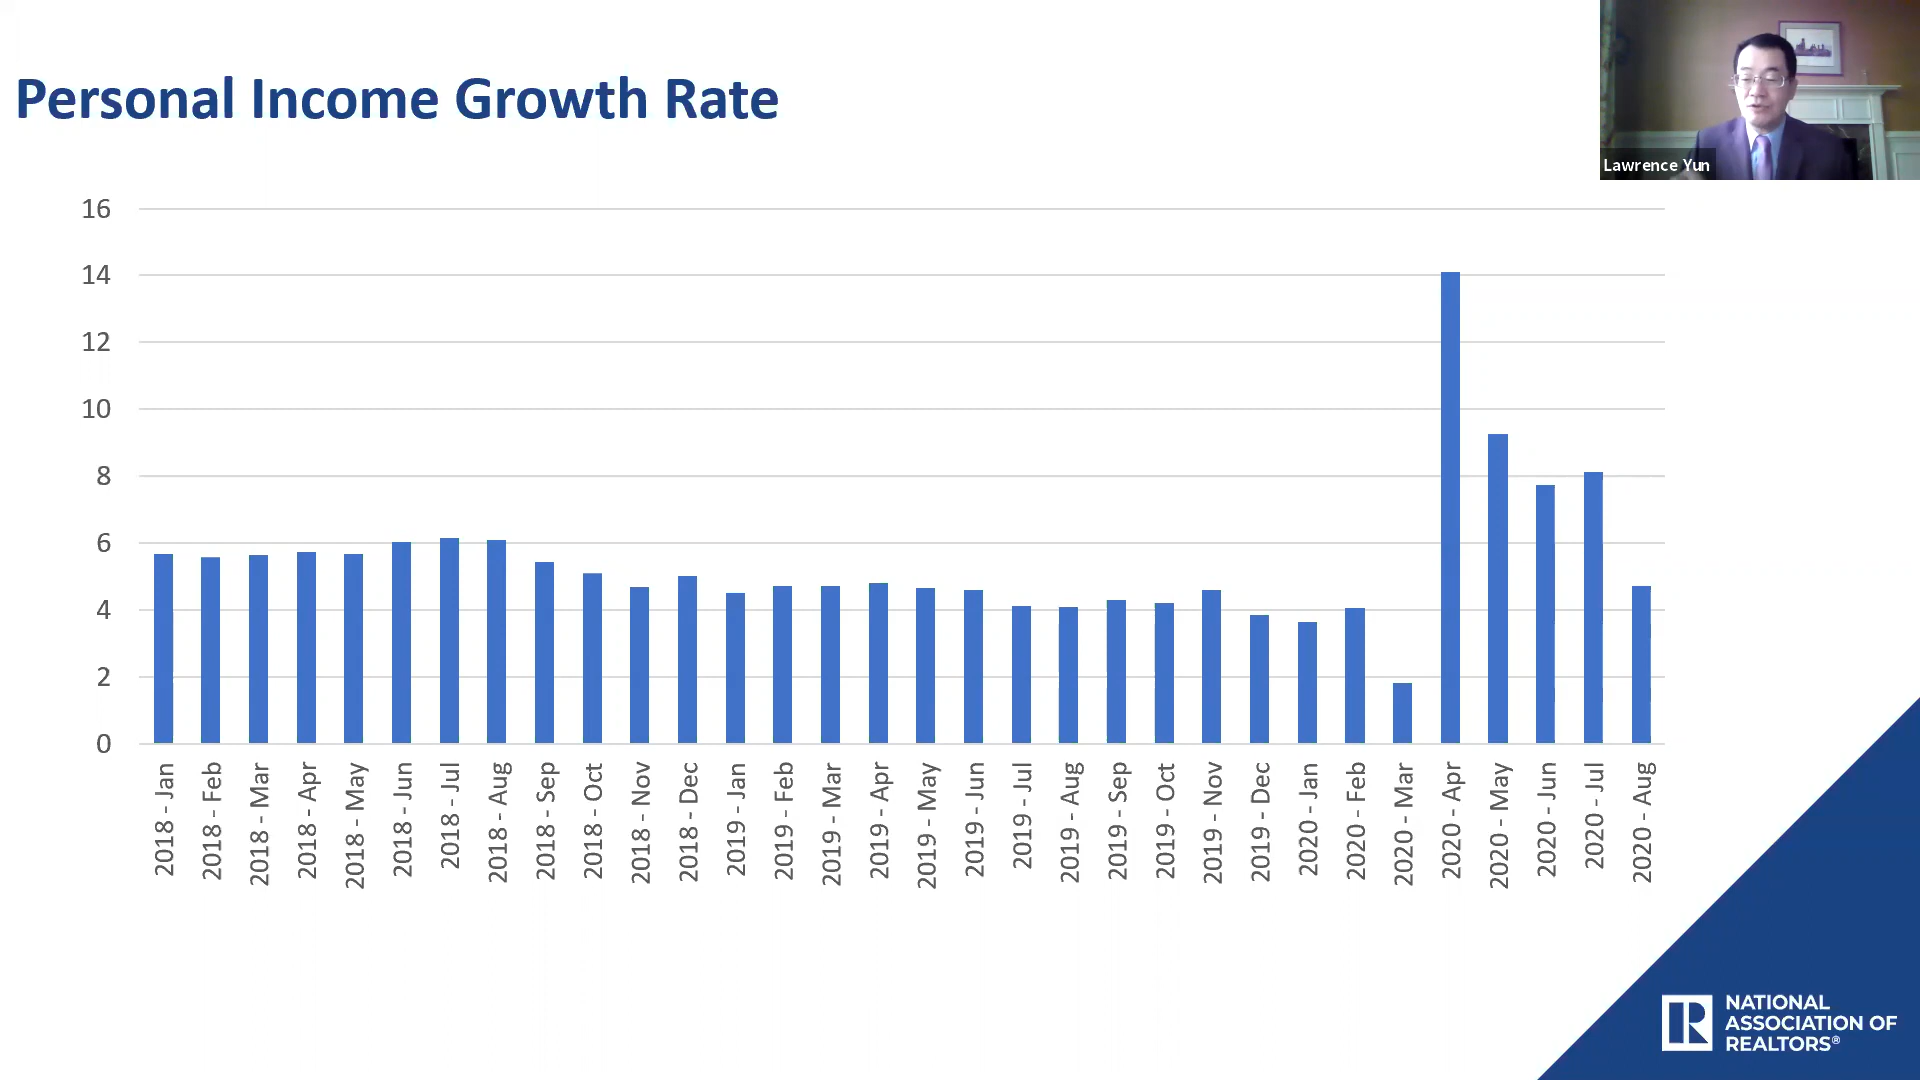 Personal Income Growth Rate
Lawrence Yun
16
14
12
10
8
6
4
2
0
2018 - Jan
2018 - Feb
2018 - Mar
2018 - Apr
2018 - May
2018 - Jun
2018 - Jul
2018 - Aug
2018 - Sep
2018 - Oct
2018 - Nov
2018 - Dec
2019 - Jan
2019 - Feb
2019 - Mar
2019 - Apr
2019 - May
2019 - Jun
2019 - Jul
2019 - Aug
2019 - Sep
2019 - Oct
2019 - Nov
2019 - Dec
2020 - Jan
2020 - Feb
2020 - Mar
2020 - Apr
2020 - May
2020 - Jun
2020 - Jul
2020 - Aug
NATIONAL
ASSOCIATION OF
REALTORS®